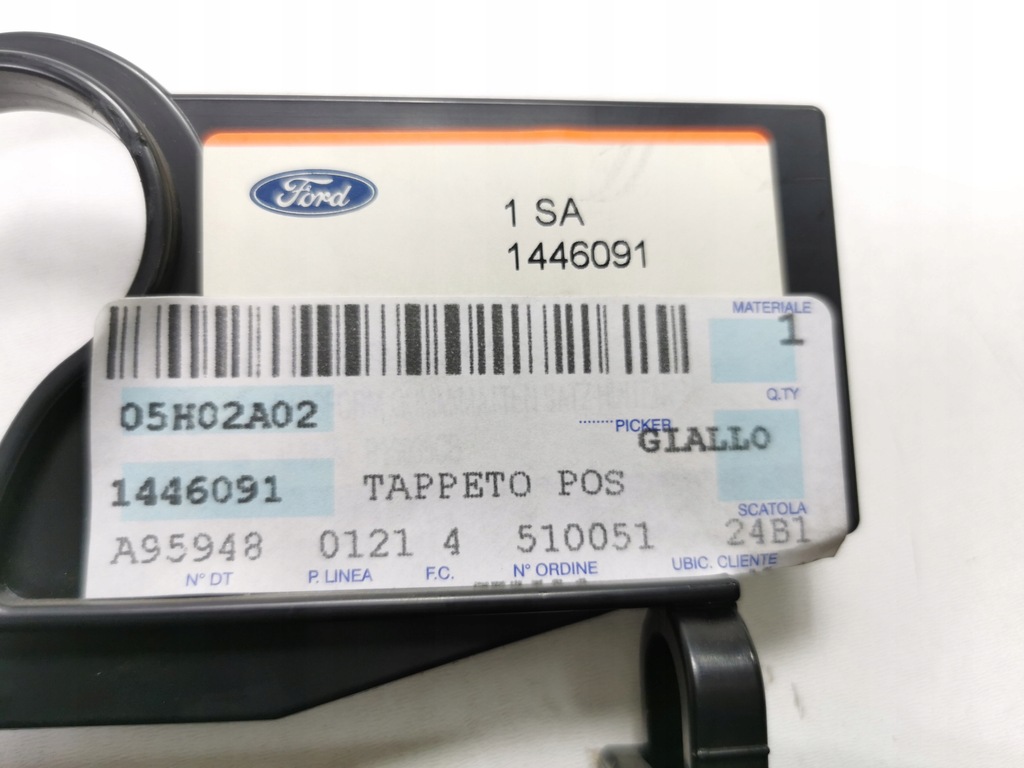 Ford
1 SA
1446091
MATERIALE
1
Q.TY
05H02A02
PICKER
GIALLO
1446091 TAPPETO POS
SCATOLA
A95948 0121 4 510051 24B1
N° DT P. LINEA F.C. N° ORDINE UBIC. CLIENTE